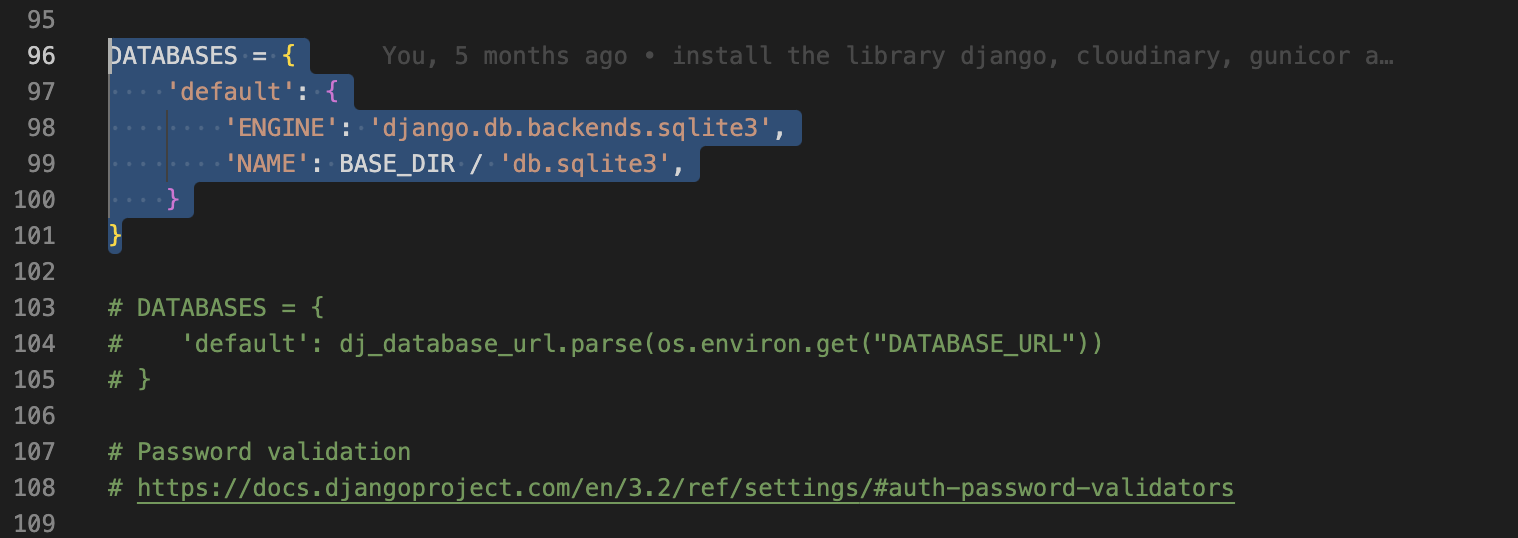 95
96 DATABASES = { You, 5 months ago • install the library django, cloudinary, gunicor a…
97     'default': {
98         'ENGINE': 'django.db.backends.sqlite3',
99         'NAME': BASE_DIR / 'db.sqlite3',
100     }
101 }
102
103 # DATABASES = {
104 #    'default': dj_database_url.parse(os.environ.get("DATABASE_URL"))
105 # }
106
107 # Password validation
108 # https://docs.djangoproject.com/en/3.2/ref/settings/#auth-password-validators
109